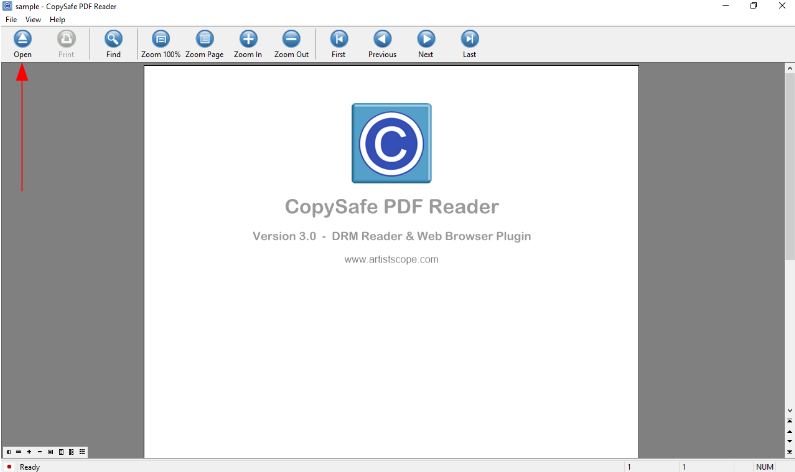 sample - CopySafe PDF Reader
File View Help
Open Print Find Zoom 100% Zoom Page Zoom In Zoom Out First Previous Next Last
C
CopySafe PDF Reader
Version 3.0 - DRM Reader & Web Browser Plugin
www.artistscope.com
Ready 1 1 NUM